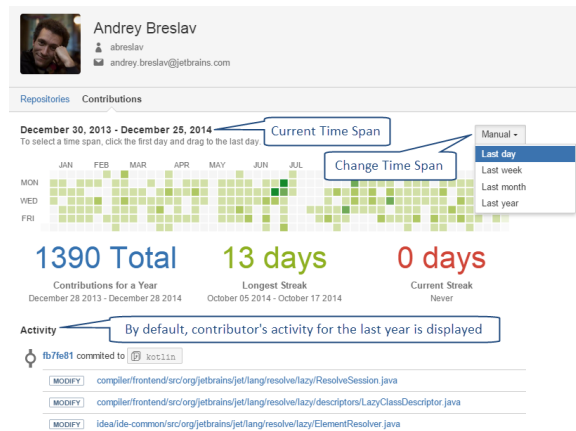 Andrey Breslav
abreslav
andrey.breslav@jetbrains.com
Repositories Contributions
December 30, 2013 - December 25, 2014
To select a time span, click the first day and drag to the last day.
Current Time Span
Manual
Change Time Span
Last day
Last week
Last month
Last year
JAN FEB MAR APR MAY JUN JUL
MON
WED
FRI
1390 Total
Contributions for a Year
December 28 2013 - December 28 2014
13 days
Longest Streak
October 05 2014 - October 17 2014
0 days
Current Streak
Never
Activity
By default, contributor's activity for the last year is displayed
fb7fe81 commited to kotlin
MODIFY compiler/frontend/src/org/jetbrains/jet/lang/resolve/lazy/ResolveSession.java
MODIFY compiler/frontend/src/org/jetbrains/jet/lang/resolve/lazy/descriptors/LazyClassDescriptor.java
MODIFY idea/ide-common/src/org/jetbrains/jet/lang/resolve/lazy/ElementResolver.java